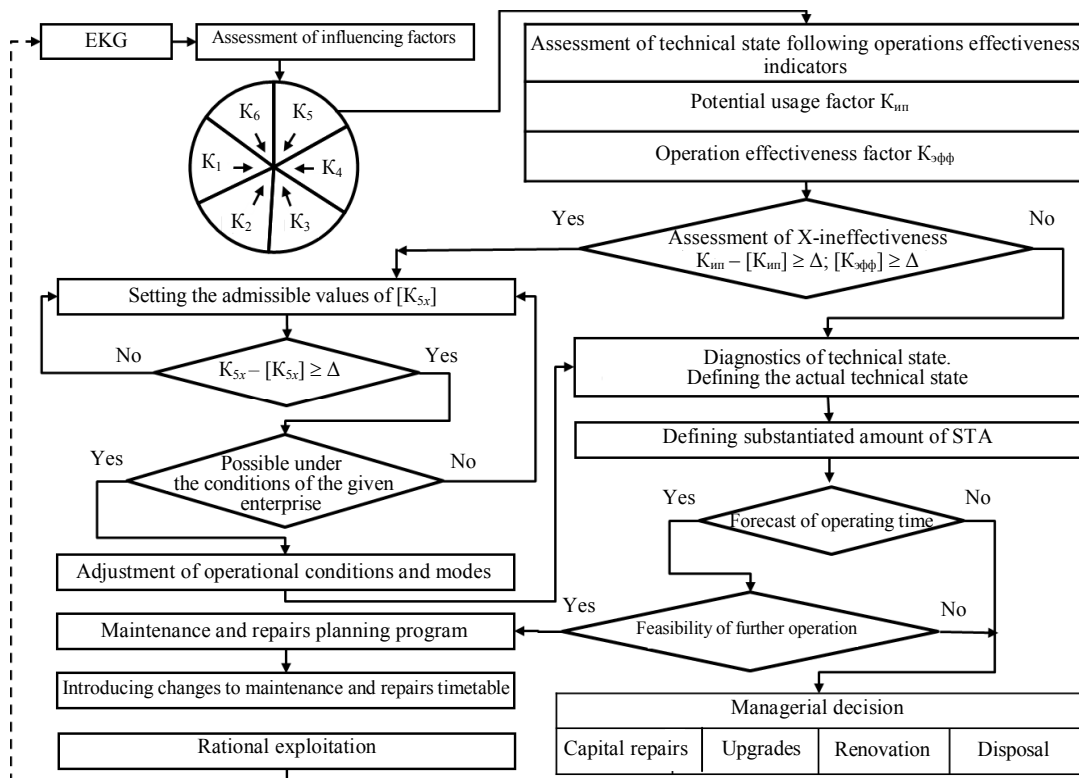 EKG
Assessment of influencing factors
K₆
K₅
K₁
K₄
K₂
K₃
Assessment of technical state following operations effectiveness
indicators
Potential usage factor Kᵢₚ
Operation effectiveness factor Kэфф
Yes
No
Assessment of X-ineffectiveness
Kип – [Kип] ≥ Δ; [Kэфф] ≥ Δ
Setting the admissible values of [K5x]
No
Yes
K5x – [K5x] ≥ Δ
Diagnostics of technical state.
Defining the actual technical state
Defining substantiated amount of STA
Yes
No
Possible under
the conditions of the given
enterprise
Yes
No
Forecast of operating time
Adjustment of operational conditions and modes
Yes
No
Feasibility of further operation
Maintenance and repairs planning program
Introducing changes to maintenance and repairs timetable
Managerial decision
Capital repairs
Upgrades
Renovation
Disposal
Rational exploitation